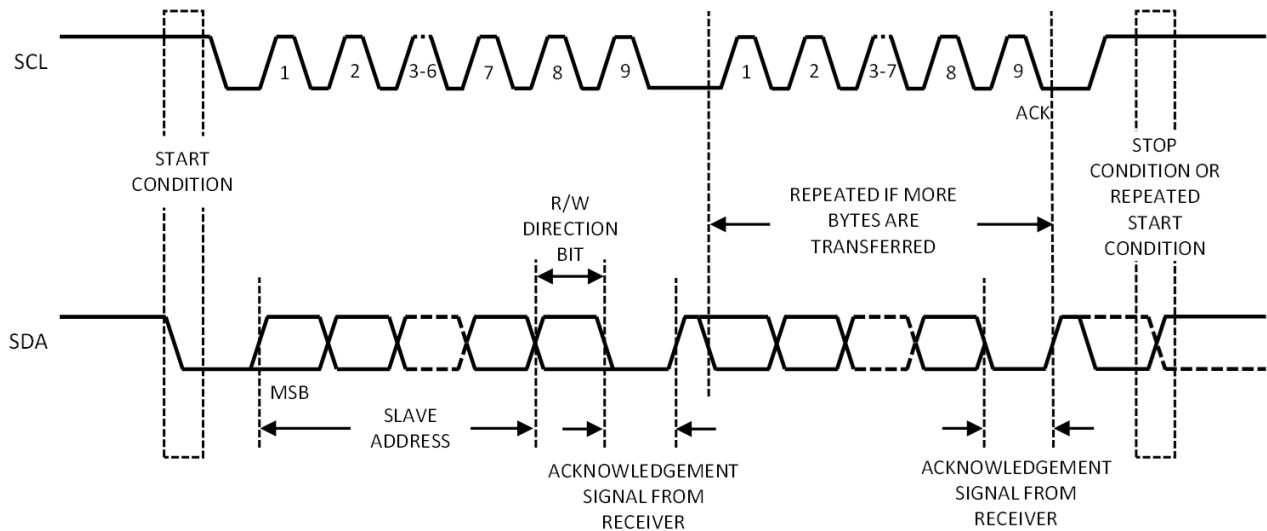 SCL
1
2
3-6
7
8
9
1
2
3-7
8
9
ACK
START
CONDITION
R/W
DIRECTION
BIT
REPEATED IF MORE
BYTES ARE
TRANSFERRED
STOP
CONDITION OR
REPEATED
START
CONDITION
SDA
MSB
SLAVE
ADDRESS
ACKNOWLEDGEMENT
SIGNAL FROM
RECEIVER
ACKNOWLEDGEMENT
SIGNAL FROM
RECEIVER